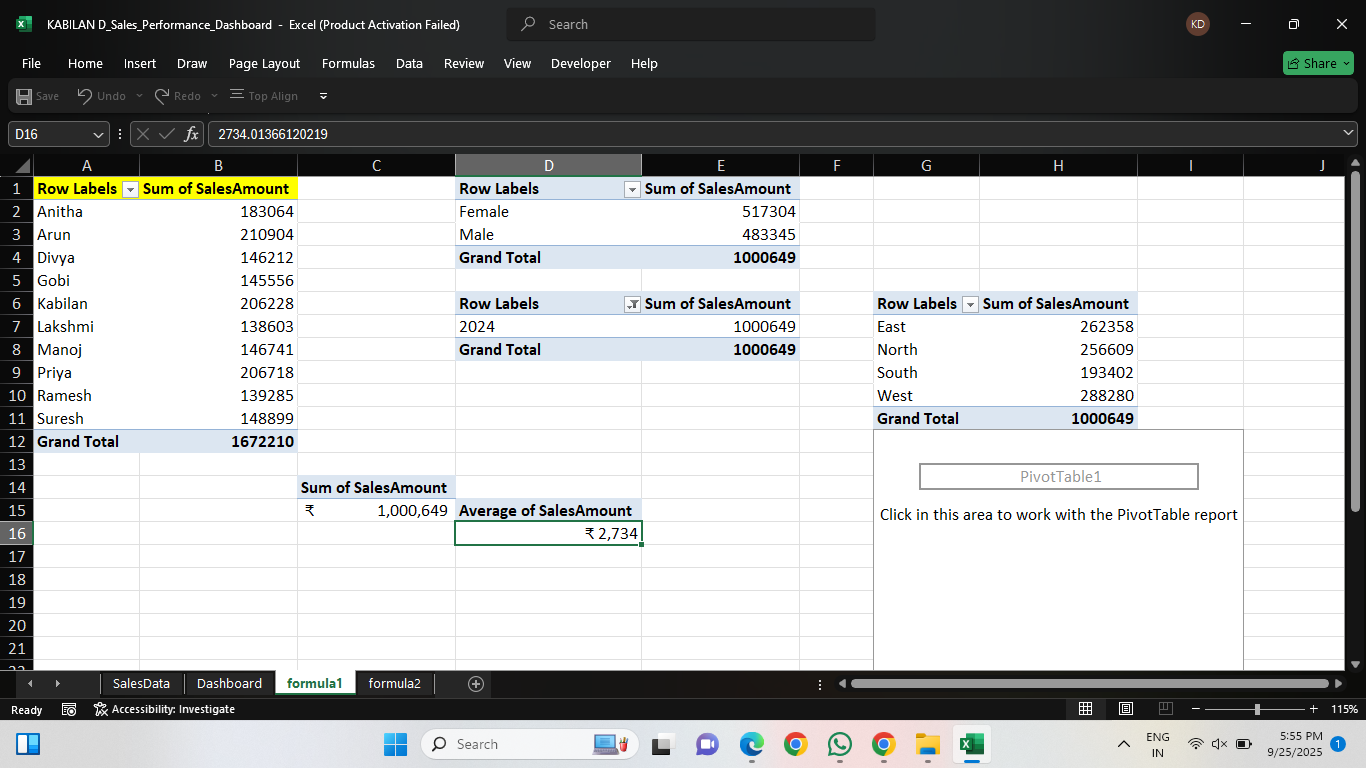 KABILAN D_Sales_Performance_Dashboard - Excel (Product Activation Failed)
Search
KD
File Home Insert Draw Page Layout Formulas Data Review View Developer Help
Share
Save Undo Redo Top Align
D16 fx 2734.01366120219
A B C D E F G H I J
1 Row Labels Sum of SalesAmount Row Labels Sum of SalesAmount
2 Anitha 183064 Female 517304
3 Arun 210904 Male 483345
4 Divya 146212 Grand Total 1000649
5 Gobi 145556
6 Kabilan 206228 Row Labels Sum of SalesAmount Row Labels Sum of SalesAmount
7 Lakshmi 138603 2024 1000649 East 262358
8 Manoj 146741 Grand Total 1000649 North 256609
9 Priya 206718 South 193402
10 Ramesh 139285 West 288280
11 Suresh 148899 Grand Total 1000649
12 Grand Total 1672210
13 PivotTable1
14 Sum of SalesAmount
15 ₹ 1,000,649 Average of SalesAmount Click in this area to work with the PivotTable report
16 ₹ 2,734
17
18
19
20
21
22
SalesData Dashboard formula1 formula2
Ready Accessibility: Investigate 115%
Search
ENG
IN
5:55 PM
9/25/2025
1